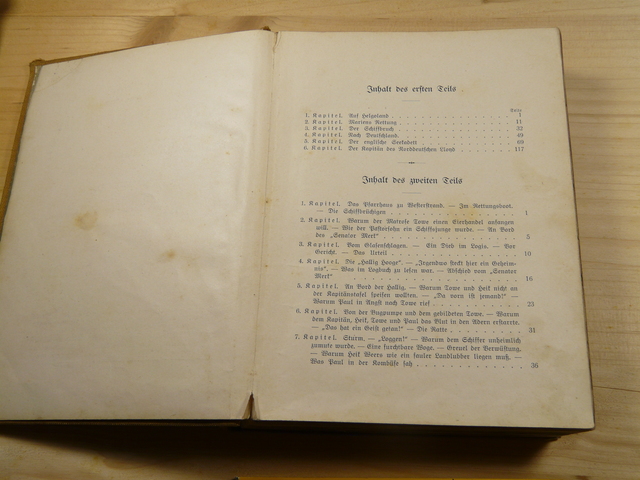 Inhalt des ersten Teils
Seite
1. Kapitel. Auf Helgoland . . . 1
2. Kapitel. Martens Rettung . . . 11
3. Kapitel. Der Schiffbruch . . . 32
4. Kapitel. Nach Deutschland . . . 49
5. Kapitel. Der englische Seekadett . . . 69
6. Kapitel. Der Kapitän des Norddeutschen Lloyd . . . 117
Inhalt des zweiten Teils
1. Kapitel. Das Pfarrhaus zu Westerstrand. — Im Rettungsboot.
— Die Schiffbrüchigen . . . 1
2. Kapitel. Warum der Matrose Towe einen Eierhandel anfangen
will. — Wie der Pastorssohn ein Schiffsjunge wurde. — An Bord
des „Senator Merk" . . . 5
3. Kapitel. Vom Glasenschlagen. — Ein Dieb im Logis. — Vor
Gericht. — Das Urteil . . . 10
4. Kapitel. Die „Hallig Hooge". — „Irgendwo steckt hier ein Geheim-
nis". — Was im Logbuch zu lesen war. — Abschied vom „Senator
Merk" . . . 16
5. Kapitel. An Bord der Hallig. — Warum Towe und Heik nicht an
der Kapitänstafel speisen wollten. — „Da vorn ist jemand!" —
Warum Paul in Angst nach Towe rief . . . 23
6. Kapitel. Von der Bugpumpe und dem gebildeten Towe. — Warum
dem Kapitän, Heik, Towe und Paul das Blut in den Adern erstarrte.
— „Das hat ein Geist getan!" — Die Ratte . . . 31
7. Kapitel. Sturm. — „Loggen!" — Warum dem Schiffer unheimlich
zumute wurde. — Eine furchtbare Woge. — Greuel der Verwüstung.
— Warum Heik Weers wie ein fauler Landlubber liegen muß. —
Was Paul in der Kombüse sah . . . 36